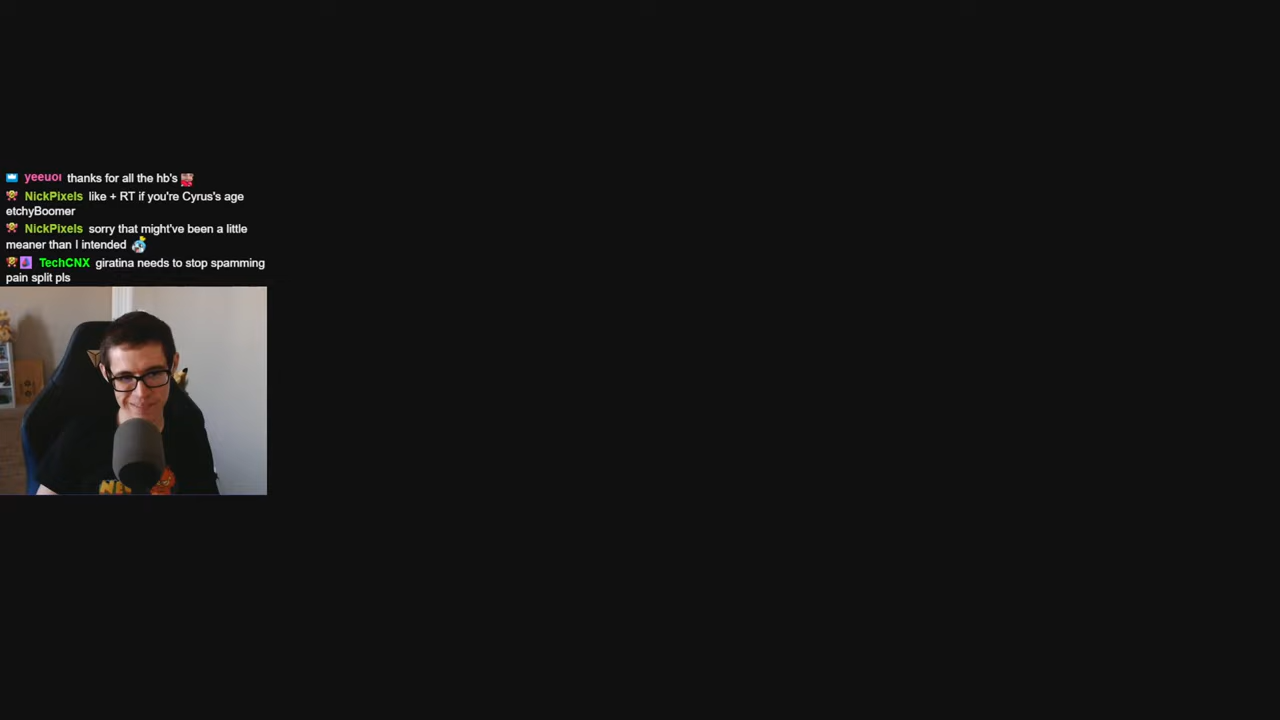 yeeuoi thanks for all the hb's
NickPixels like + RT if you're Cyrus's age
etchyBoomer
NickPixels sorry that might've been a little
meaner than I intended
TechCNX giratina needs to stop spamming
pain split pls